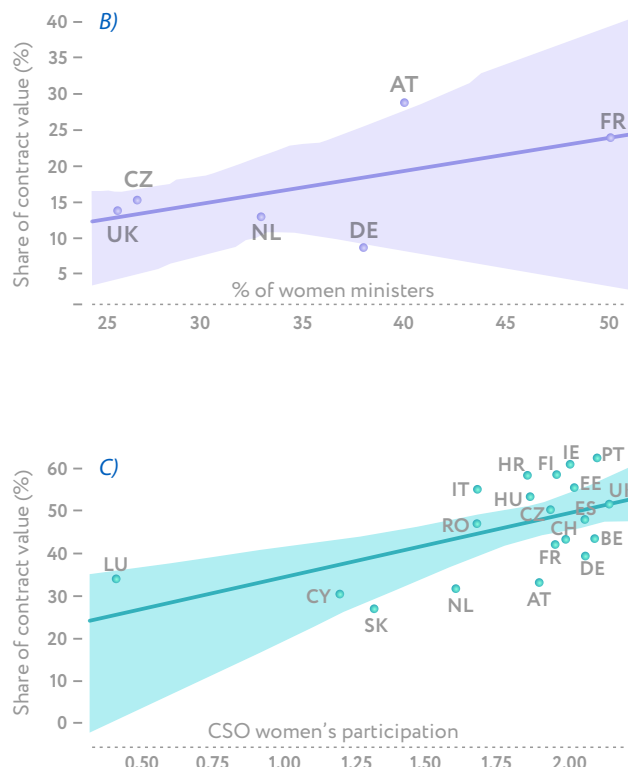 B)
Share of contract value (%)
40
35
30
25
20
15
10
5
AT
FR
CZ
UK
NL
DE
% of women ministers
25 30 35 40 45 50
C)
Share of contract value (%)
60
50
40
30
20
10
0
IE
PT
HR
FI
IT
EE
HU
CZ
ES
RO
CH
BE
FR
DE
LU
CY
NL
AT
SK
CSO women's participation
0.50 0.75 1.00 1.25 1.50 1.75 2.00